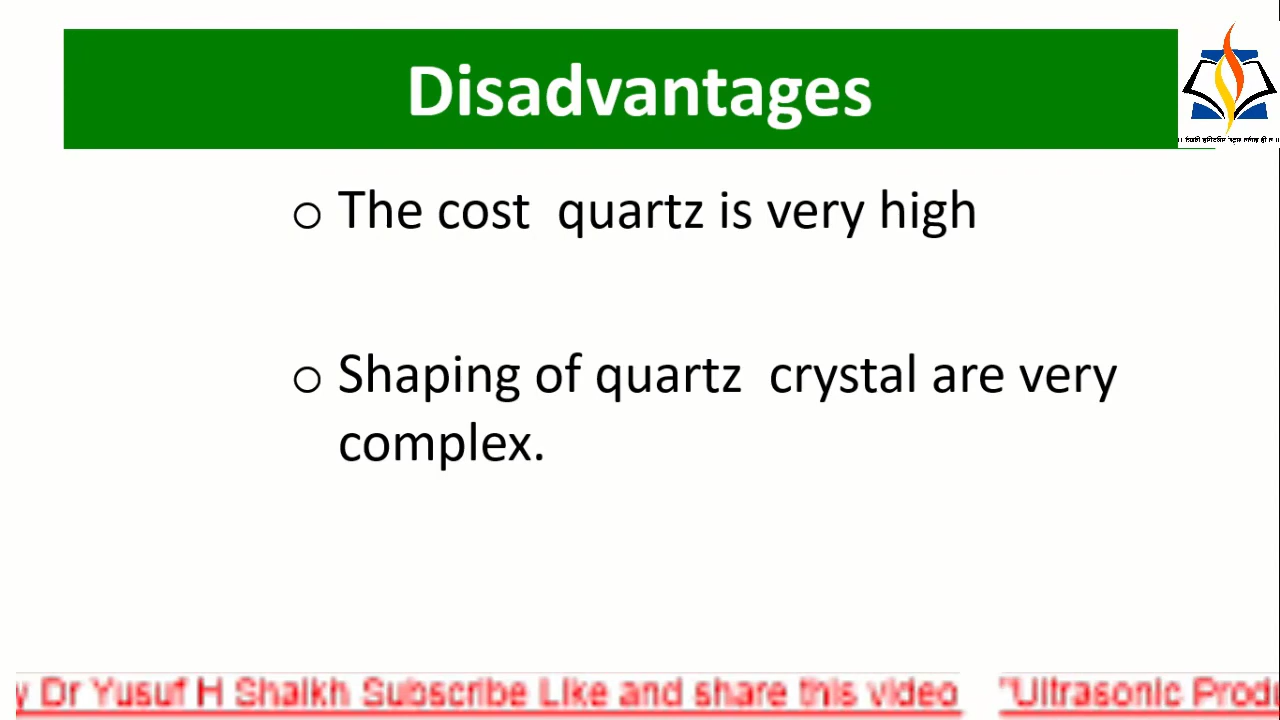 Disadvantages
o The cost quartz is very high
o Shaping of quartz crystal are very
complex.
y Dr Yusuf H Shaikh Subscribe Like and share this video "Ultrasonic